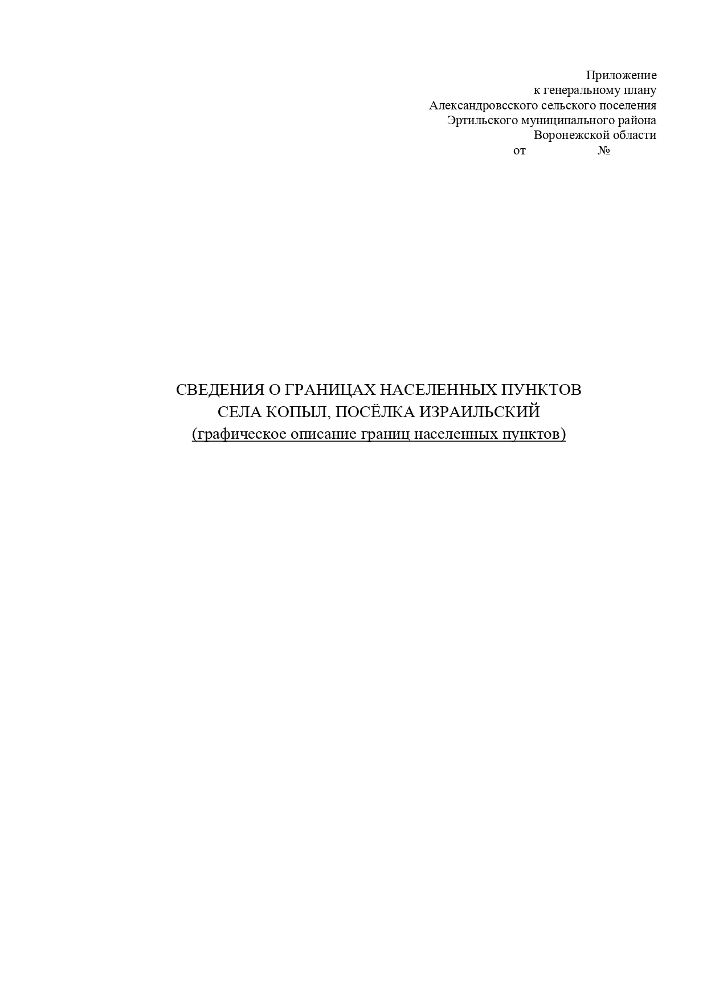 Приложение
к генеральному плану
Александровсского сельского поселения
Эртильского муниципального района
Воронежской области
от №
СВЕДЕНИЯ О ГРАНИЦАХ НАСЕЛЕННЫХ ПУНКТОВ
СЕЛА КОПЫЛ, ПОСЁЛКА ИЗРАИЛЬСКИЙ
(графическое описание границ населенных пунктов)